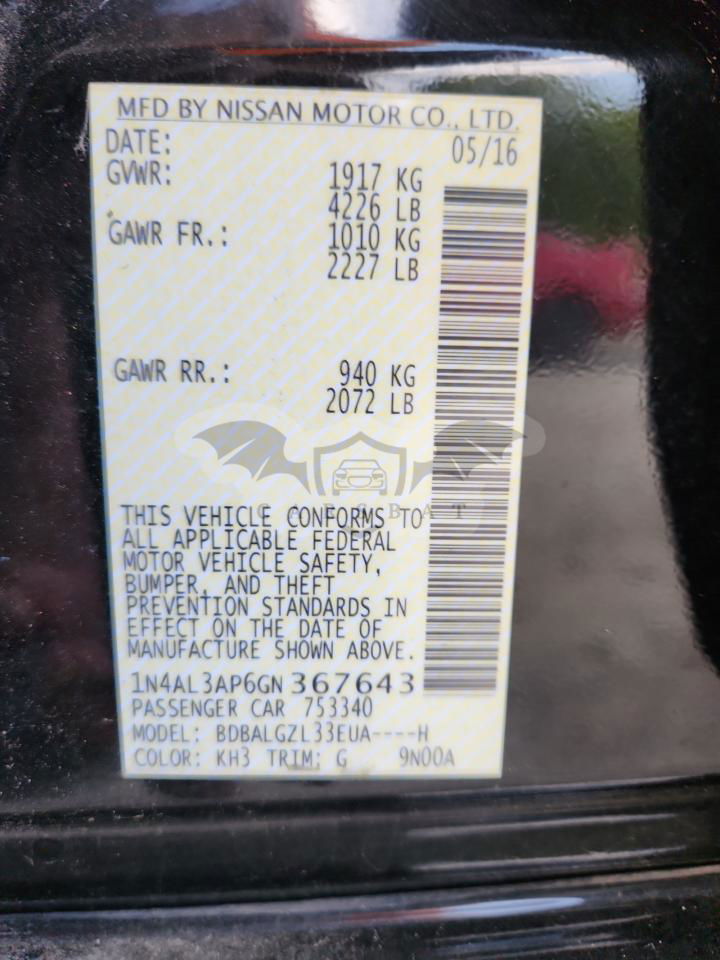 MFD BY NISSAN MOTOR CO., LTD.
DATE: 05/16
GVWR: 1917 KG
4226 LB
GAWR FR.: 1010 KG
2227 LB
GAWR RR.: 940 KG
2072 LB
CARSBAT
THIS VEHICLE CONFORMS TO
ALL APPLICABLE FEDERAL
MOTOR VEHICLE SAFETY,
BUMPER, AND THEFT
PREVENTION STANDARDS IN
EFFECT ON THE DATE OF
MANUFACTURE SHOWN ABOVE.
1N4AL3AP6GN367643
PASSENGER CAR 753340
MODEL: BDBALGZL33EUA----H
COLOR: KH3 TRIM: G 9N00A